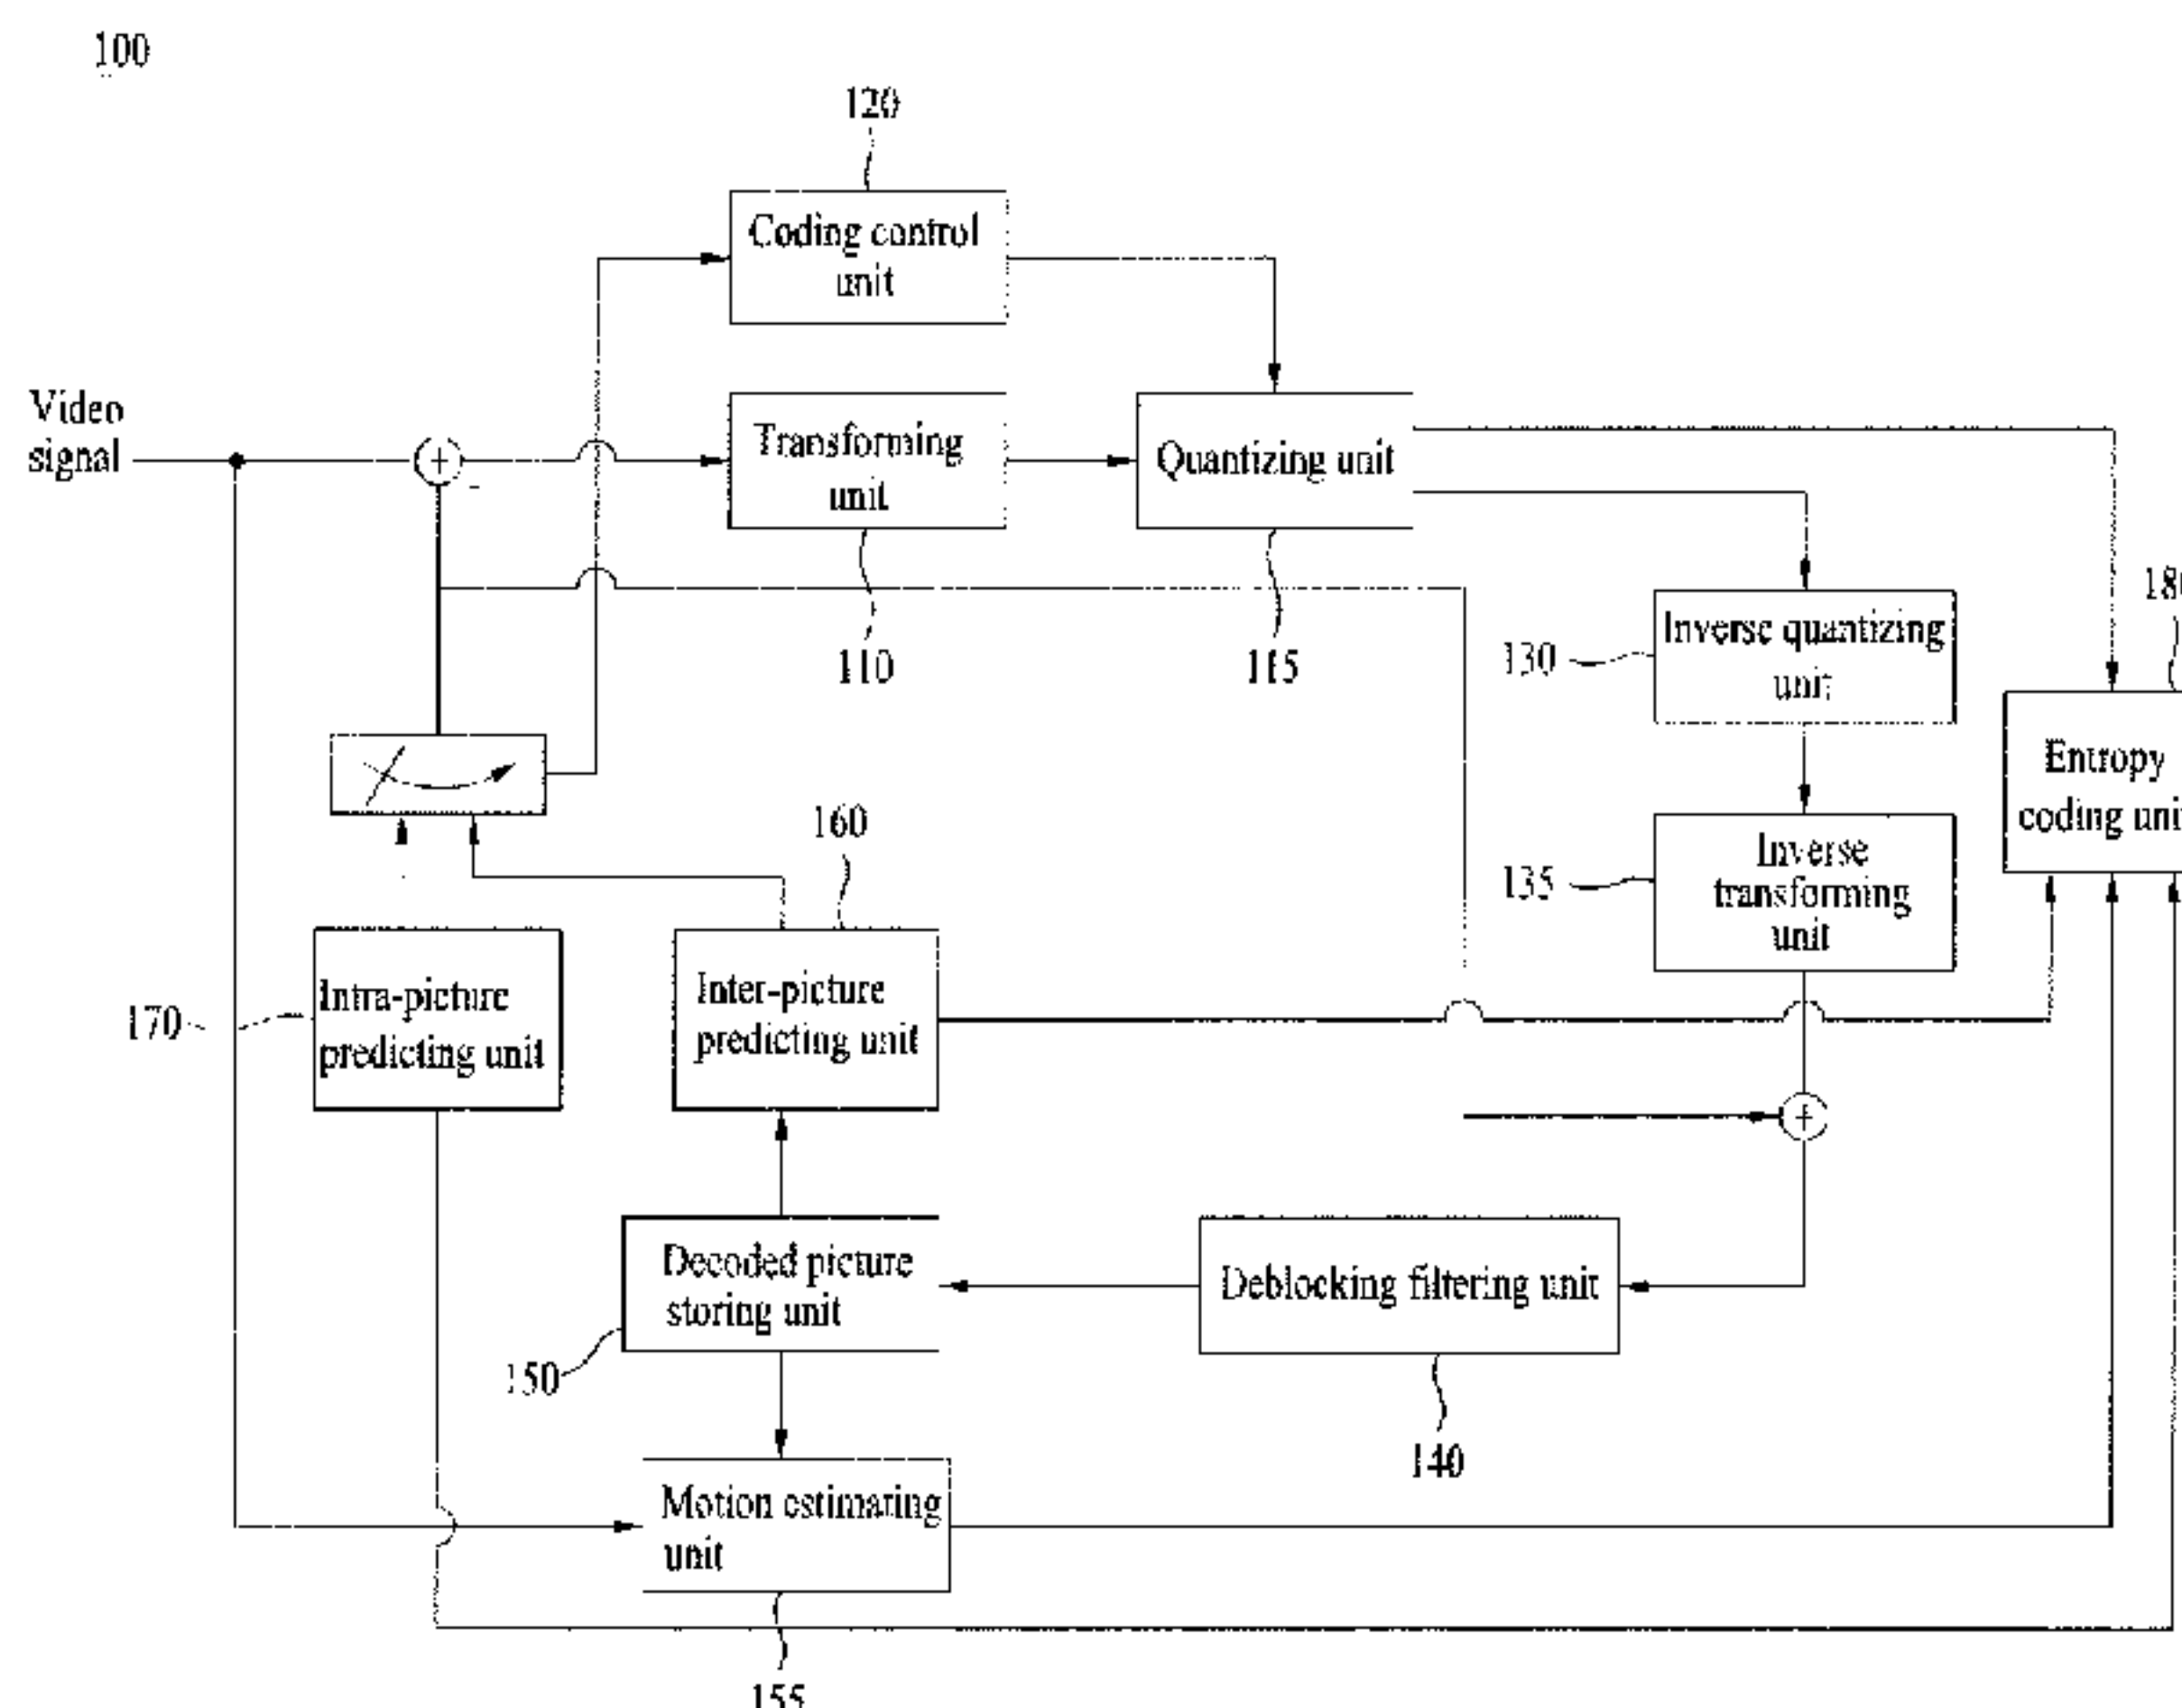 100
120
Coding control
unit
Video
signal
+
Transforming
unit
Quantizing unit
-
110
115
130
Inverse quantizing
unit
180
Entropy
coding unit
160
135
Inverse
transforming
unit
170
Intra-picture
predicting unit
Inter-picture
predicting unit
+
Decoded picture
storing unit
Deblocking filtering unit
150
140
Motion estimating
unit
155